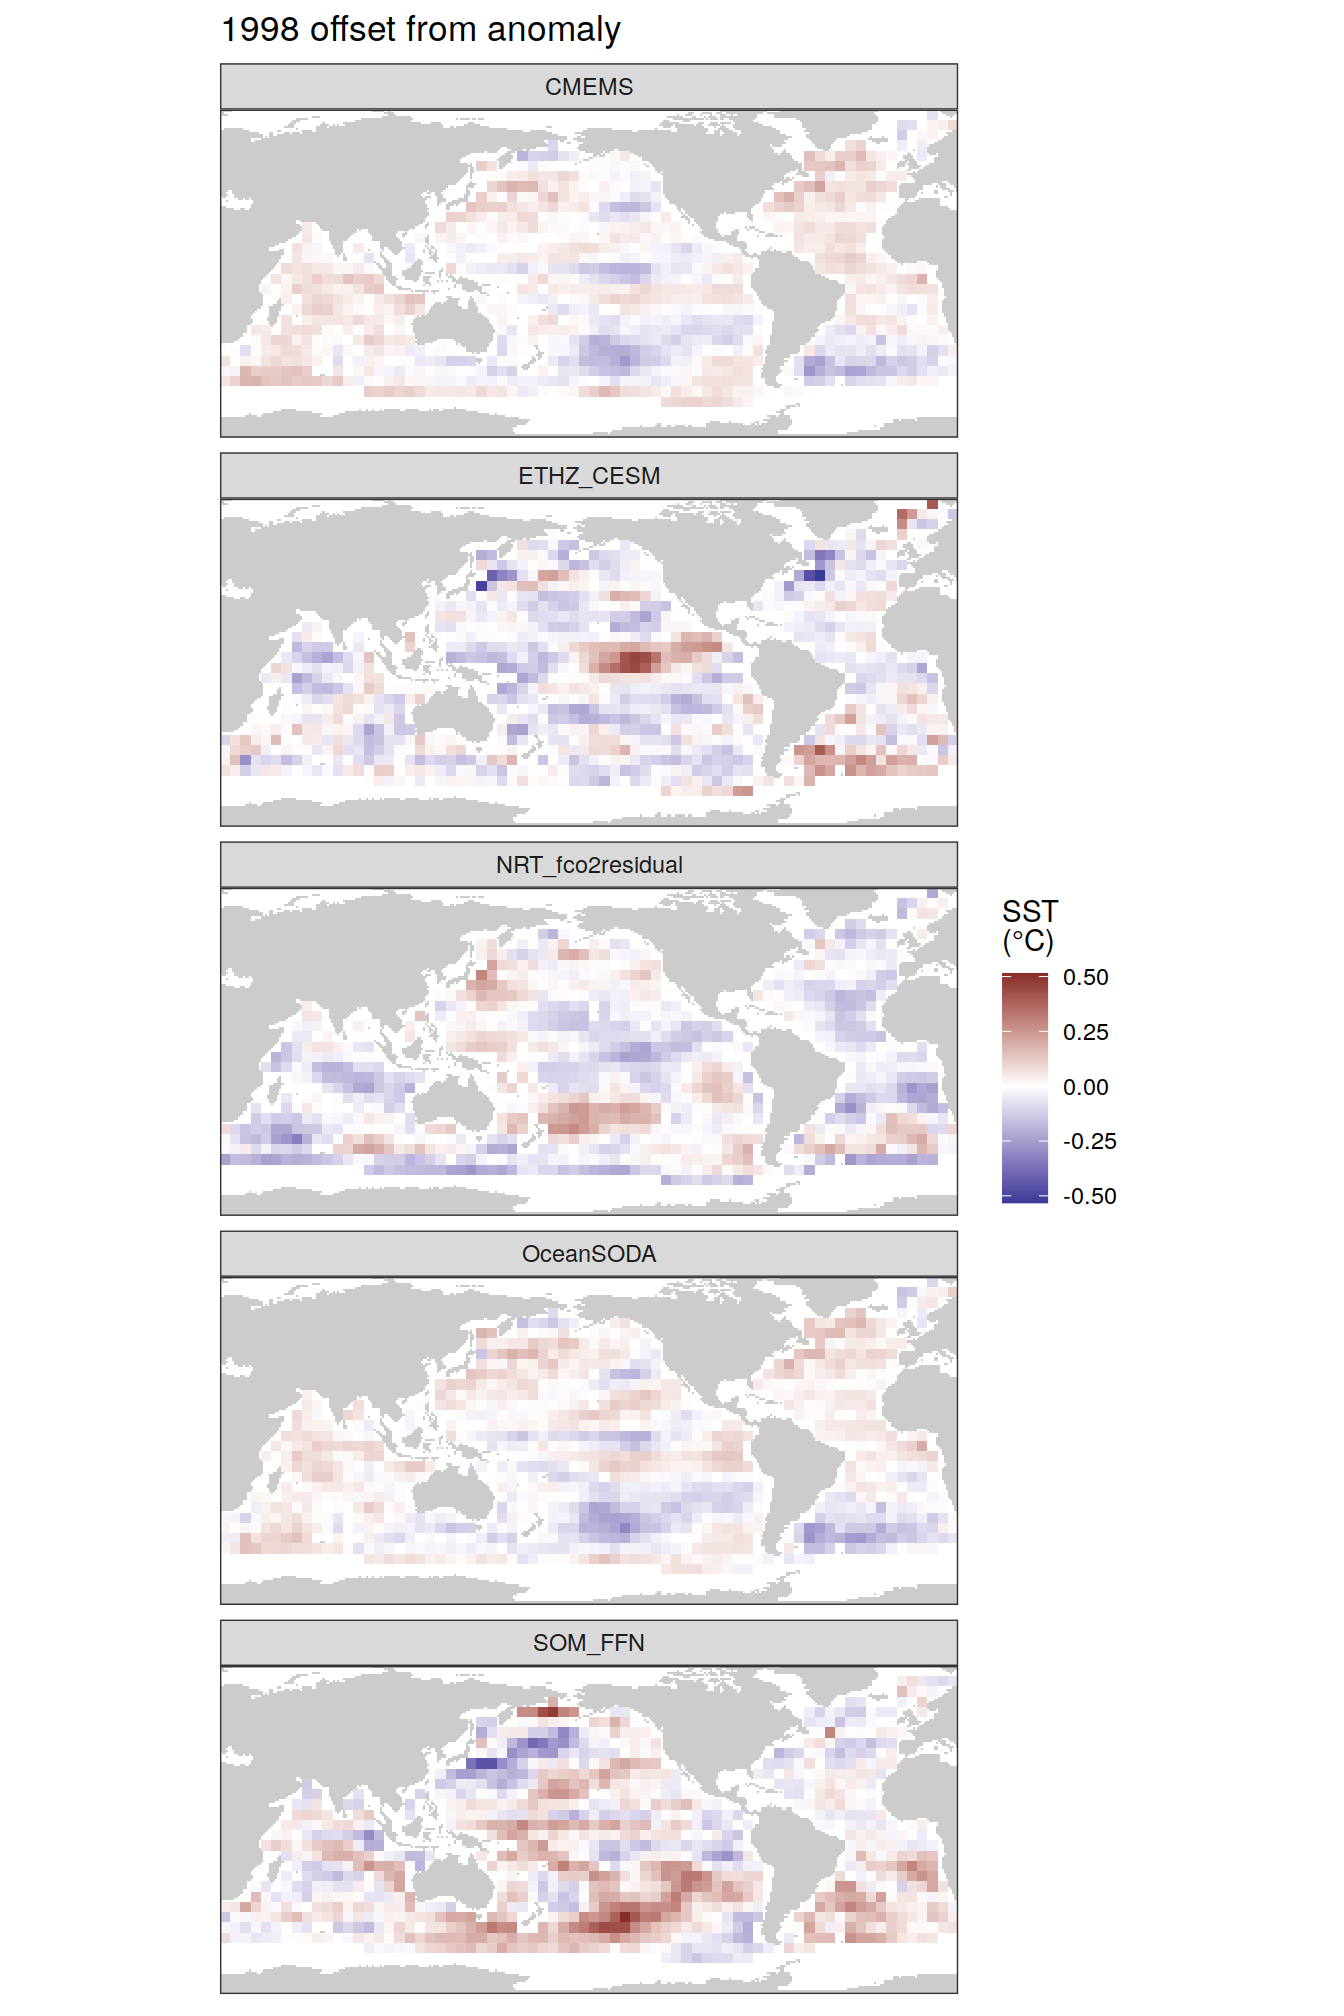 1998 offset from anomaly
CMEMS
ETHZ_CESM
NRT_fco2residual
SST
(°C)
0.50
0.25
0.00
-0.25
-0.50
OceanSODA
SOM_FFN